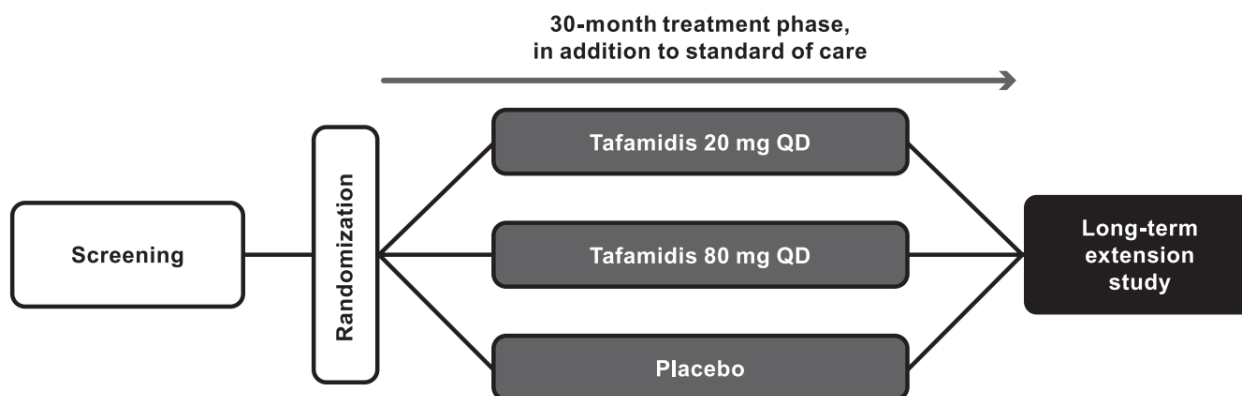 30-month treatment phase,
in addition to standard of care
Screening
Randomization
Tafamidis 20 mg QD
Tafamidis 80 mg QD
Placebo
Long-term
extension
study